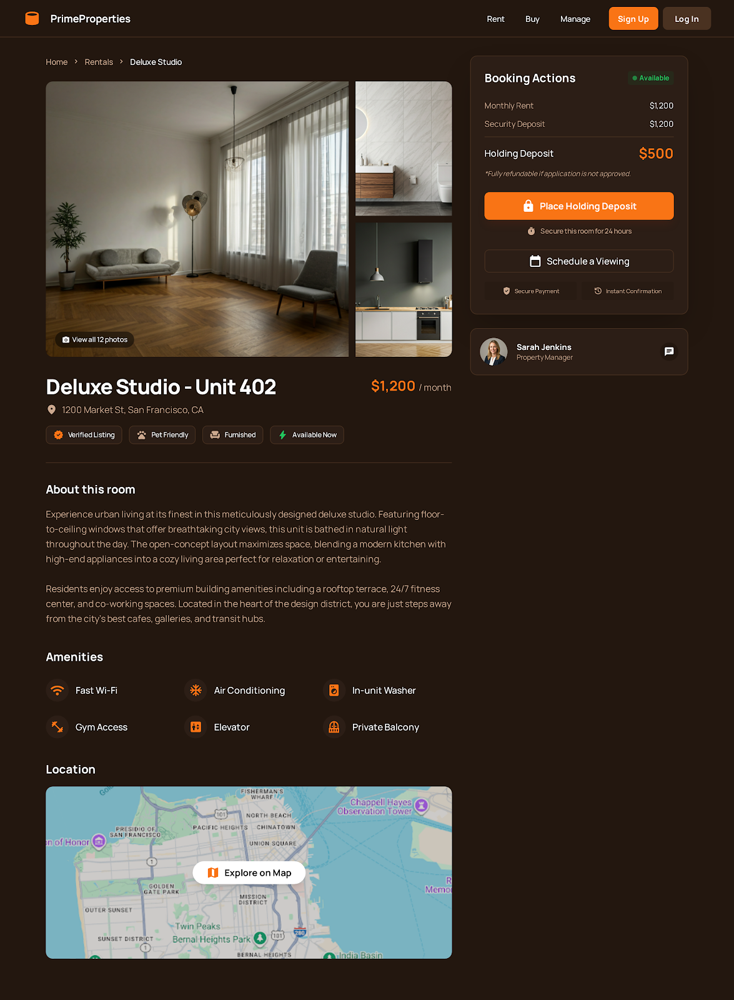 PrimeProperties
Rent
Buy
Manage
Sign Up
Log In
Home
Rentals
Deluxe Studio
View all 12 photos
Deluxe Studio - Unit 402
$1,200 / month
1200 Market St, San Francisco, CA
Verified Listing
Pet Friendly
Furnished
Available Now
About this room
Experience urban living at its finest in this meticulously designed deluxe studio. Featuring floor-
to-ceiling windows that offer breathtaking city views, this unit is bathed in natural light
throughout the day. The open-concept layout maximizes space, blending a modern kitchen with
high-end appliances into a cozy living area perfect for relaxation or entertaining.
Residents enjoy access to premium building amenities including a rooftop terrace, 24/7 fitness
center, and co-working spaces. Located in the heart of the design district, you are just steps away
from the city's best cafes, galleries, and transit hubs.
Amenities
Fast Wi-Fi
Air Conditioning
In-unit Washer
Gym Access
Elevator
Private Balcony
Location
FISHERMAN'S
WHARF
Chappell Hayes
Observation Tower
101
NORTH BEACH
PRESIDIO OF
SAN FRANCISCO
PACIFIC HEIGHTS
CHINATOWN
n of Honor
UNION SQUARE
1
Explore on Map
GOLDEN
GATE PARK
MISSION
DISTRICT
OUTER SUNSET
Twin Peaks
SUNSET DISTRICT
Bernal Heights Park
101
280
1
BERNAL HEIGHTS
India Basin
Booking Actions
Available
Monthly Rent
$1,200
Security Deposit
$1,200
Holding Deposit
$500
*Fully refundable if application is not approved.
Place Holding Deposit
Secure this room for 24 hours
Schedule a Viewing
Secure Payment
Instant Confirmation
Sarah Jenkins
Property Manager